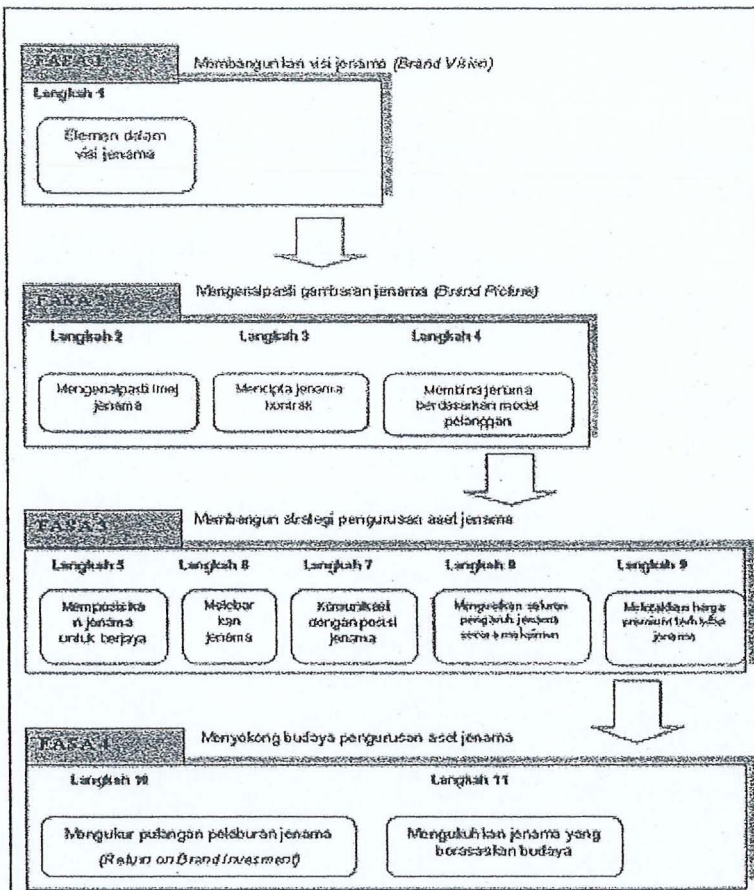 FASA 1
Membangunkan visi jenama (Brand Vision)
Langkah 1
Elemen dalam
visi jenama
FASA 2
Mengenalpasti gambaran jenama (Brand Picture)
Langkah 2
Langkah 3
Langkah 4
Mengenalpasti imej
jenama
Mencipta jenama
kontrak
Membina jenama
berdasarkan model
pelanggan
FASA 3
Membangun strategi pengurusan aset jenama
Langkah 5
Langkah 6
Langkah 7
Langkah 8
Langkah 9
Memposisika
n jenama
untuk berjaya
Melebar
kan
jenama
Komunikasi
dengan posisi
jenama
saluran
pengaruh jenama
secara maksimum
Meletakkan harga
premium
jenama
FASA 4
Menyokong budaya pengurusan aset jenama
Langkah 10
Langkah 11
Mengukur pulangan pelaburan jenama
(Return on Brand Invesment)
Mengukuhkan jenama yang
berasaskan budaya